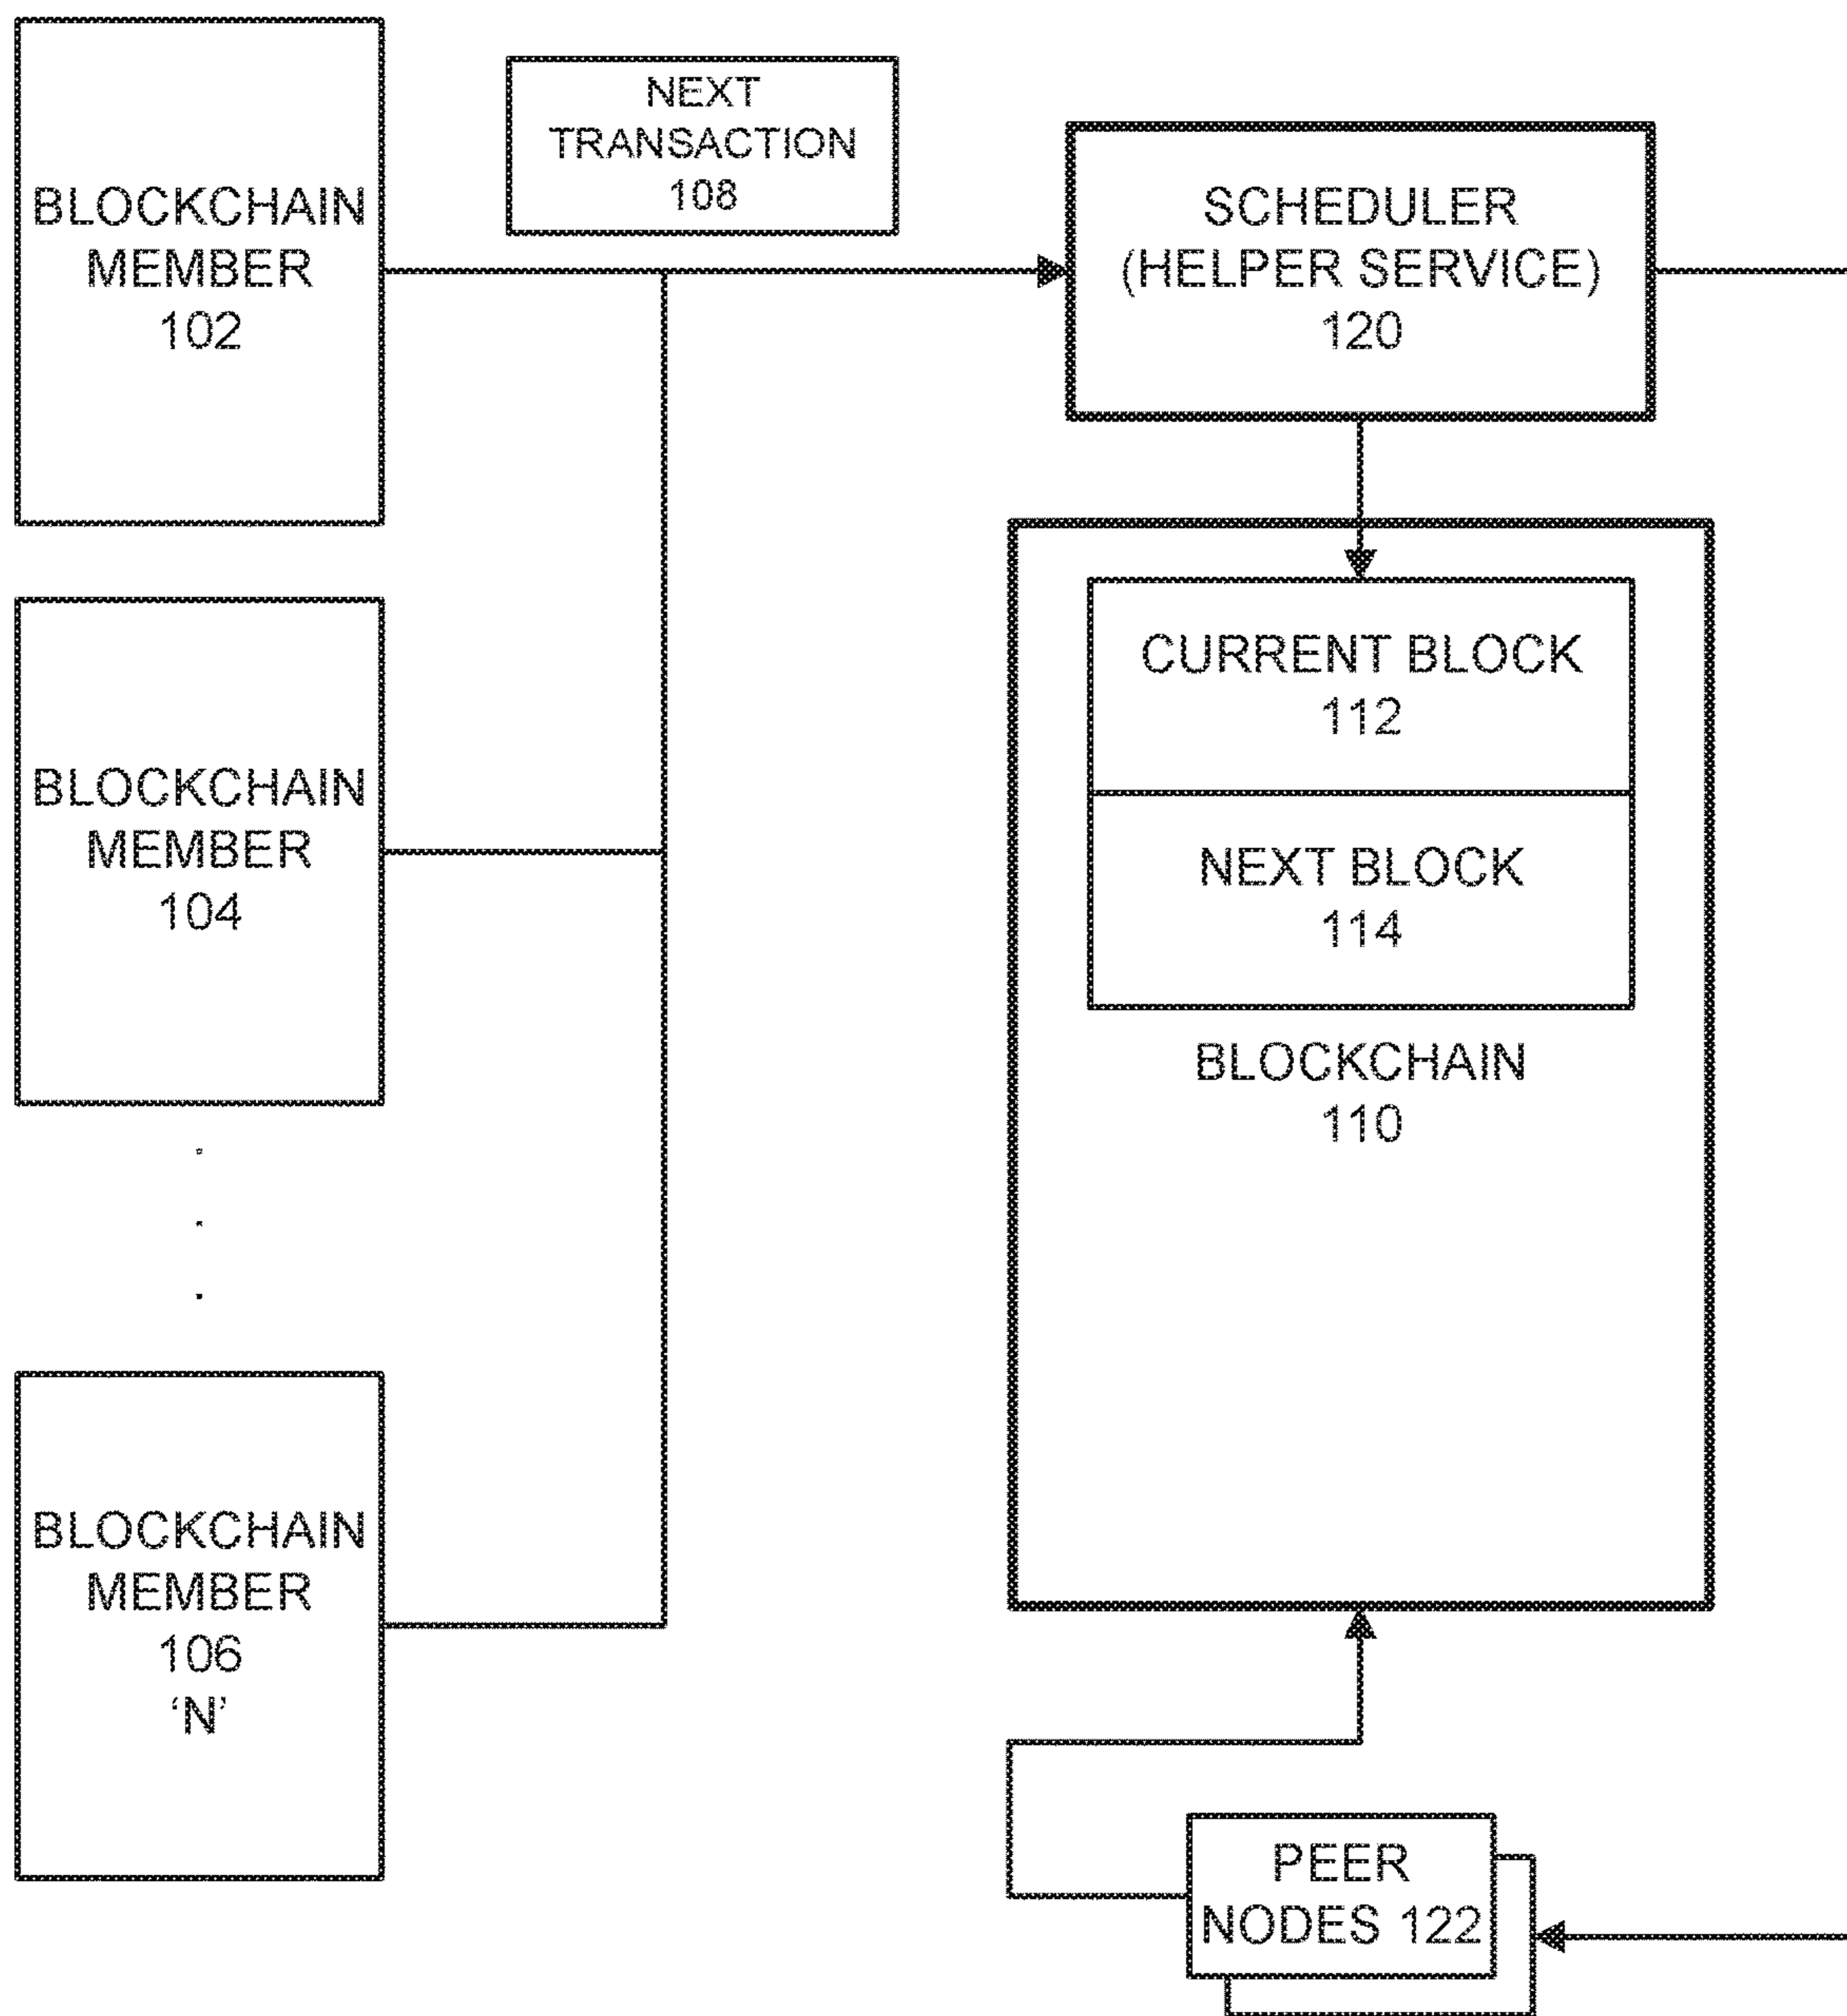 BLOCKCHAIN
MEMBER
102
NEXT
TRANSACTION
108
SCHEDULER
(HELPER SERVICE)
120
BLOCKCHAIN
MEMBER
104
CURRENT BLOCK
112
NEXT BLOCK
114
BLOCKCHAIN
110
BLOCKCHAIN
MEMBER
106
‘N’
PEER
NODES 122